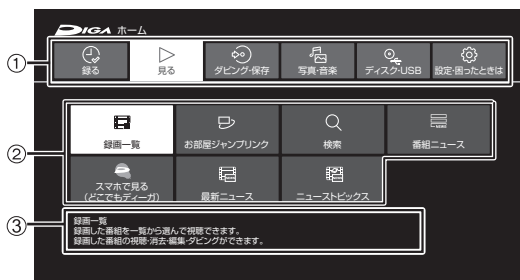 DIGA ホーム
①
録る
見る
ダビング・保存
写真・音楽
ディスク・USB
設定・困ったときは
②
録画一覧
お部屋ジャンプリンク
検索
番組ニュース
スマホで見る
(どこでもディーガ)
最新ニュース
ニューストピックス
③
録画一覧
録画した番組を一覧から選んで視聴できます。
録画した番組の視聴・消去・編集・ダビングができます。